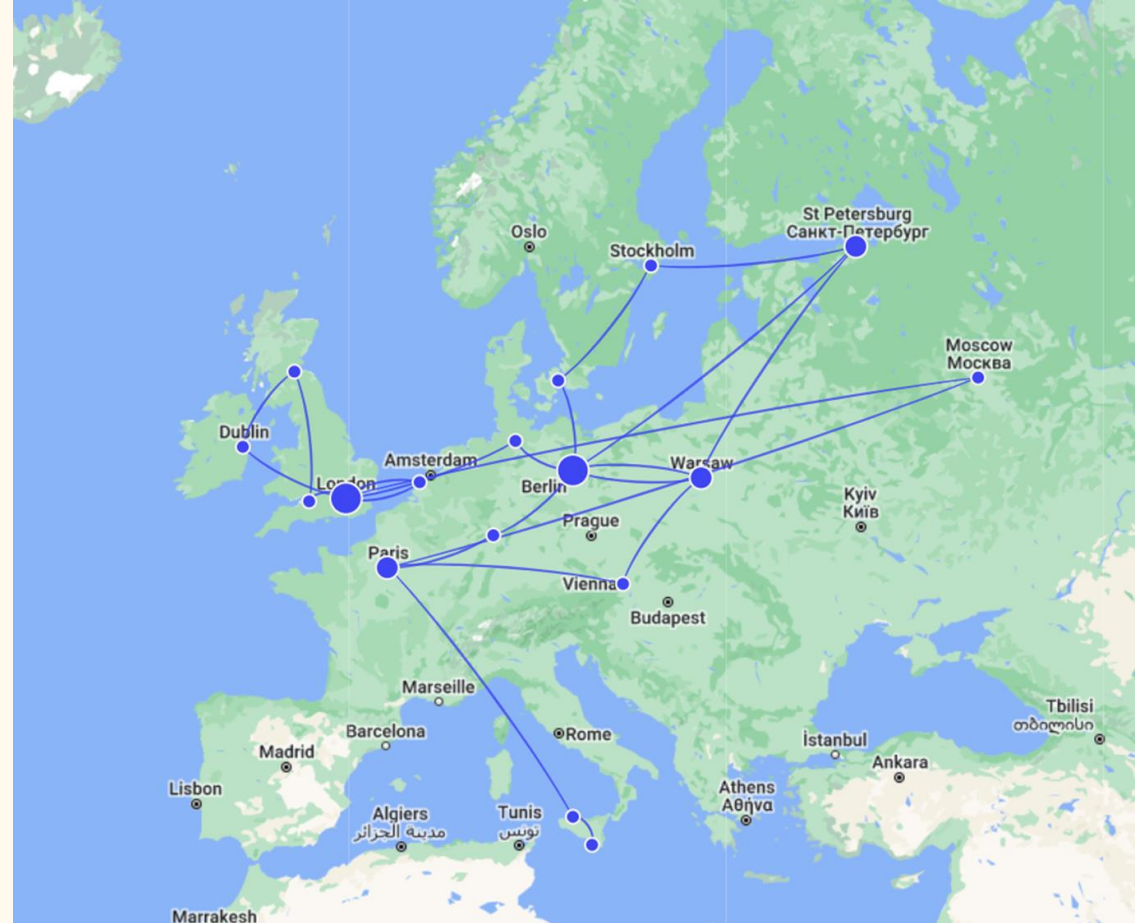 St Petersburg
Санкт-Петербург
Oslo
Stockholm
Moscow
Москва
Dublin
Amsterdam
London
Berlin
Warsaw
Kyiv
Київ
Prague
Paris
Vienna
Budapest
Marseille
Tbilisi
თბილისი
Barcelona
Rome
İstanbul
Madrid
Ankara
Lisbon
Athens
Αθήνα
Algiers
مدينة الجزائر
Tunis
تونس
Marrakesh